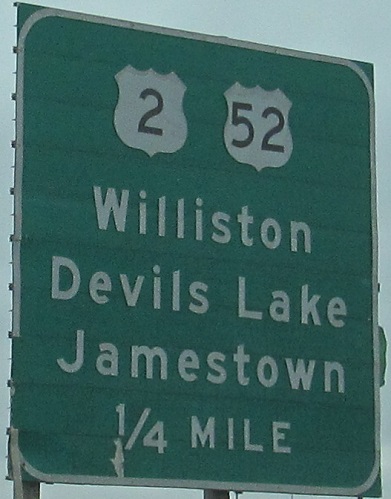 2 52
Williston
Devils Lake
Jamestown
1/4 MILE